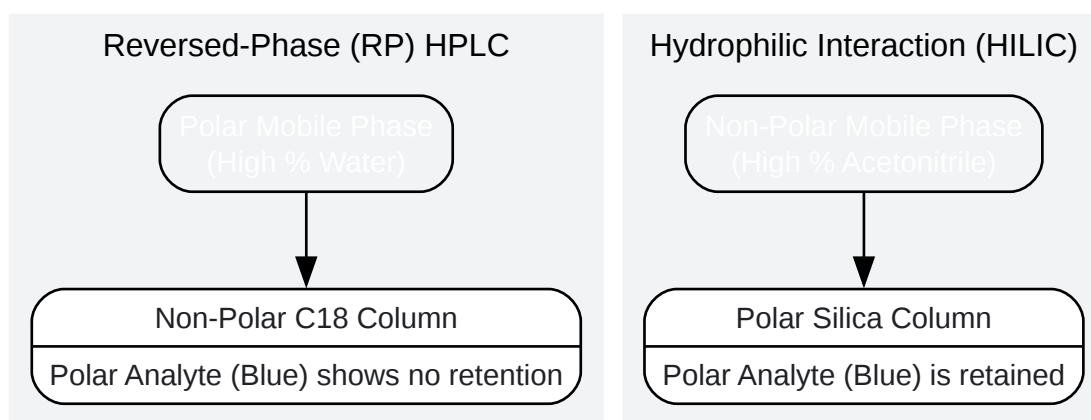 Reversed-Phase (RP) HPLC
Polar Mobile Phase
(High % Water)
Non-Polar C18 Column
Polar Analyte (Blue) shows no retention
Hydrophilic Interaction (HILIC)
Non-Polar Mobile Phase
(High % Acetonitrile)
Polar Silica Column
Polar Analyte (Blue) is retained